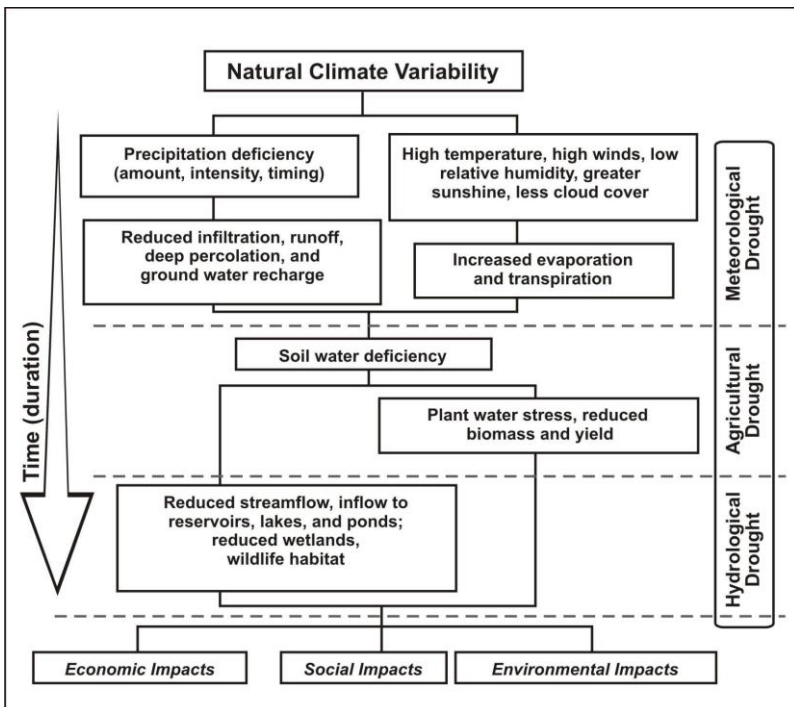 Natural Climate Variability
Precipitation deficiency
(amount, intensity, timing)
High temperature, high winds, low
relative humidity, greater
sunshine, less cloud cover
Reduced infiltration, runoff,
deep percolation, and
ground water recharge
Increased evaporation
and transpiration
Meteorological
Drought
Time (duration)
Soil water deficiency
Plant water stress, reduced
biomass and yield
Agricultural
Drought
Reduced streamflow, inflow to
reservoirs, lakes, and ponds;
reduced wetlands,
wildlife habitat
Hydrological
Drought
Economic Impacts
Social Impacts
Environmental Impacts